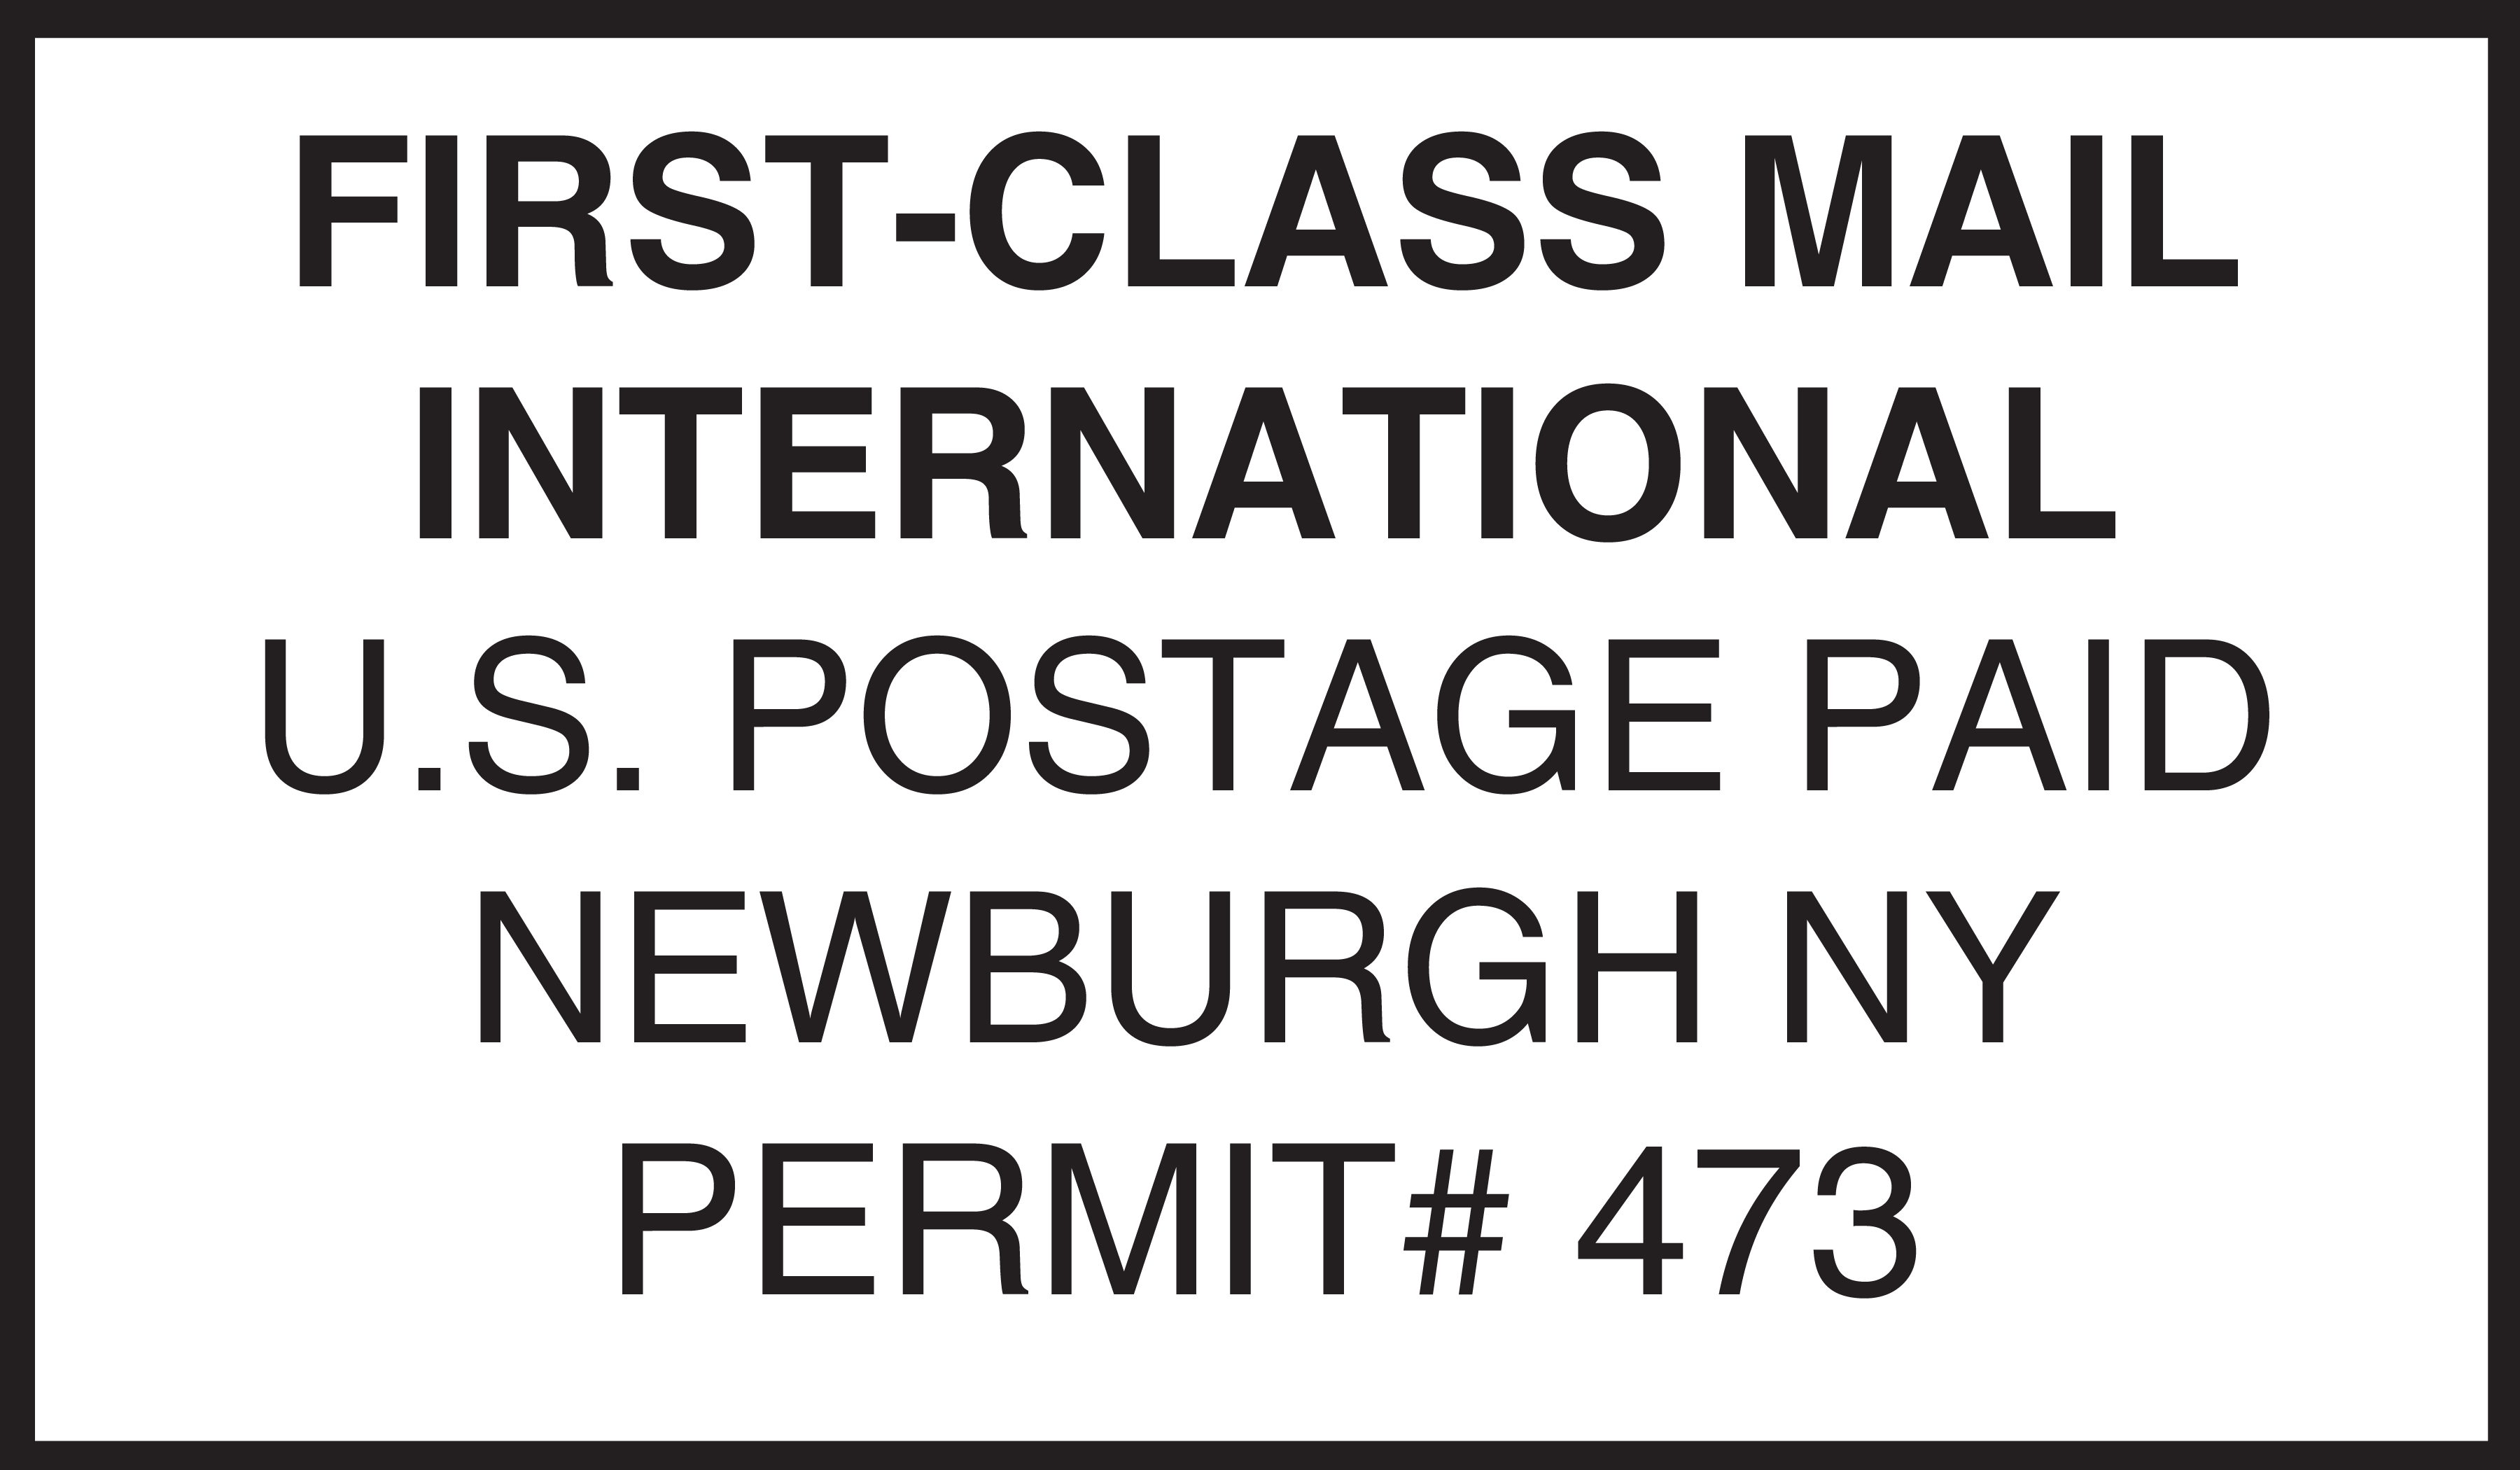 FIRST-CLASS MAIL
INTERNATIONAL
U.S. POSTAGE PAID
NEWBURGH NY
PERMIT# 473